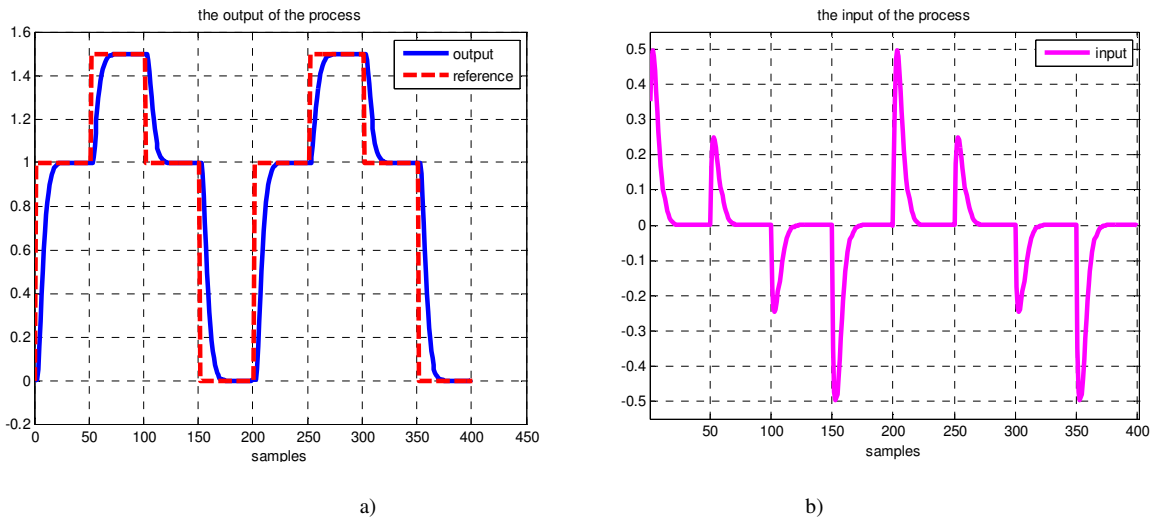 the output of the process
1.6
1.4
1.2
1
0.8
0.6
0.4
0.2
0
-0.2
0 50 100 150 200 250 300 350 400 450
samples
output
reference
a)
the input of the process
0.5
0.4
0.3
0.2
0.1
0
-0.1
-0.2
-0.3
-0.4
-0.5
50 100 150 200 250 300 350 400
samples
input
b)